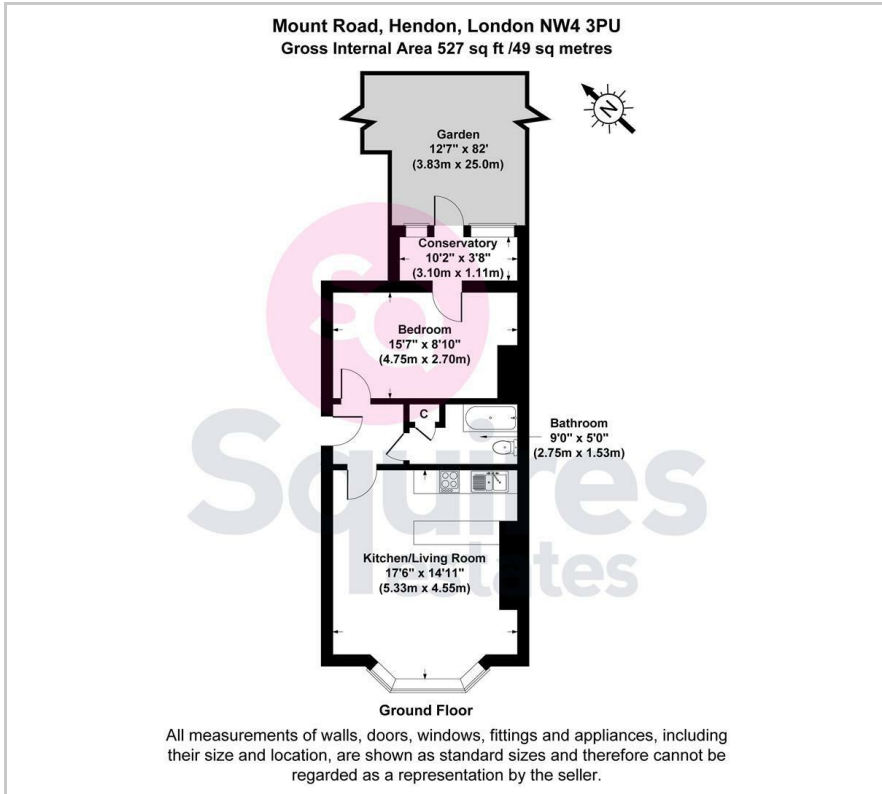 Mount Road, Hendon, London NW4 3PU
Gross Internal Area 527 sq ft /49 sq metres
N
Garden
12'7" x 82'
(3.83m x 25.0m)
Conservatory
10'2" x 3'8"
(3.10m x 1.11m)
SQ
Bedroom
15'7" x 8'10"
(4.75m x 2.70m)
C
Bathroom
9'0" x 5'0"
(2.75m x 1.53m)
Squires
estates
Kitchen/Living Room
17'6" x 14'11"
(5.33m x 4.55m)
Ground Floor
All measurements of walls, doors, windows, fittings and appliances, including
their size and location, are shown as standard sizes and therefore cannot be
regarded as a representation by the seller.